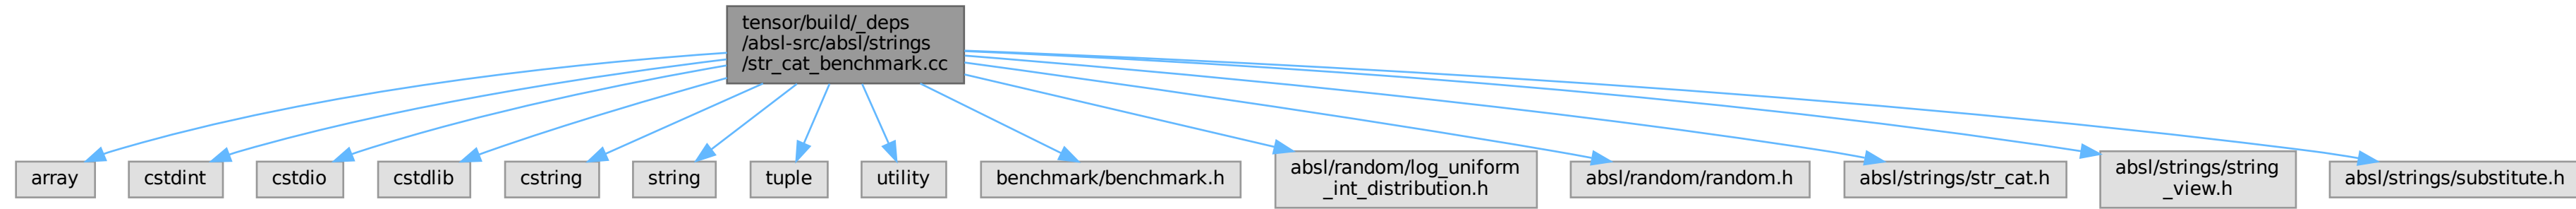 tensor/build/_deps
/absl-src/absl/strings
/str_cat_benchmark.cc
array
cstdint
cstdio
cstdlib
cstring
string
tuple
utility
benchmark/benchmark.h
absl/random/log_uniform
_int_distribution.h
absl/random/random.h
absl/strings/str_cat.h
absl/strings/string
_view.h
absl/strings/substitute.h